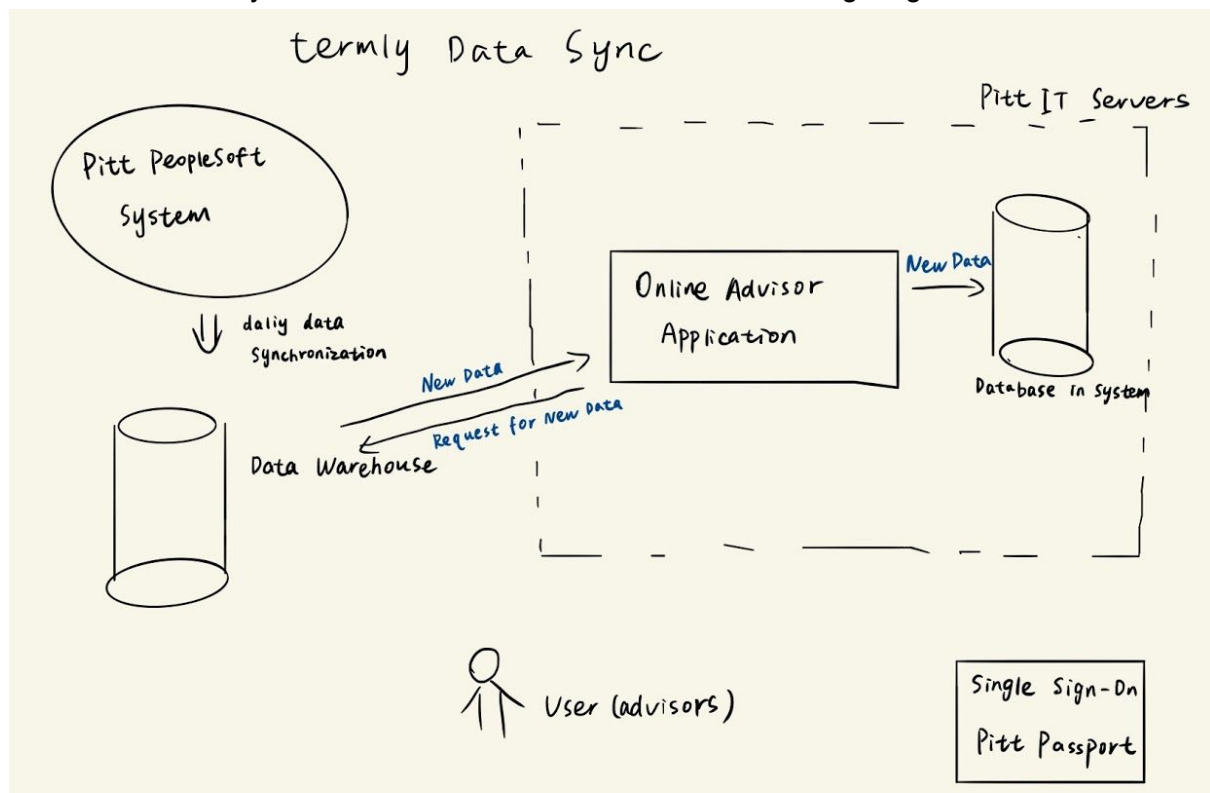 termly Data Sync
Pitt IT Servers
Pitt PeopleSoft
System
daliy data
Synchronization
New Data
Request for New Data
Data Warehouse
Online Advisor
Application
New Data
Database in System
User (advisors)
Single Sign-On
Pitt Passport